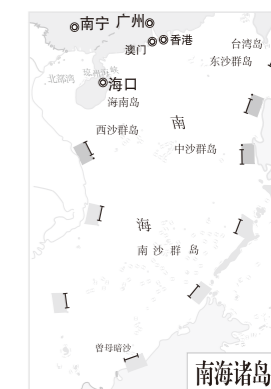 南宁
广州
澳门
香港
台湾岛
东沙群岛
北部湾
琼州海峡
海口
海南岛
西沙群岛
南
中沙群岛
海
南沙群岛
曾母暗沙
南海诸岛